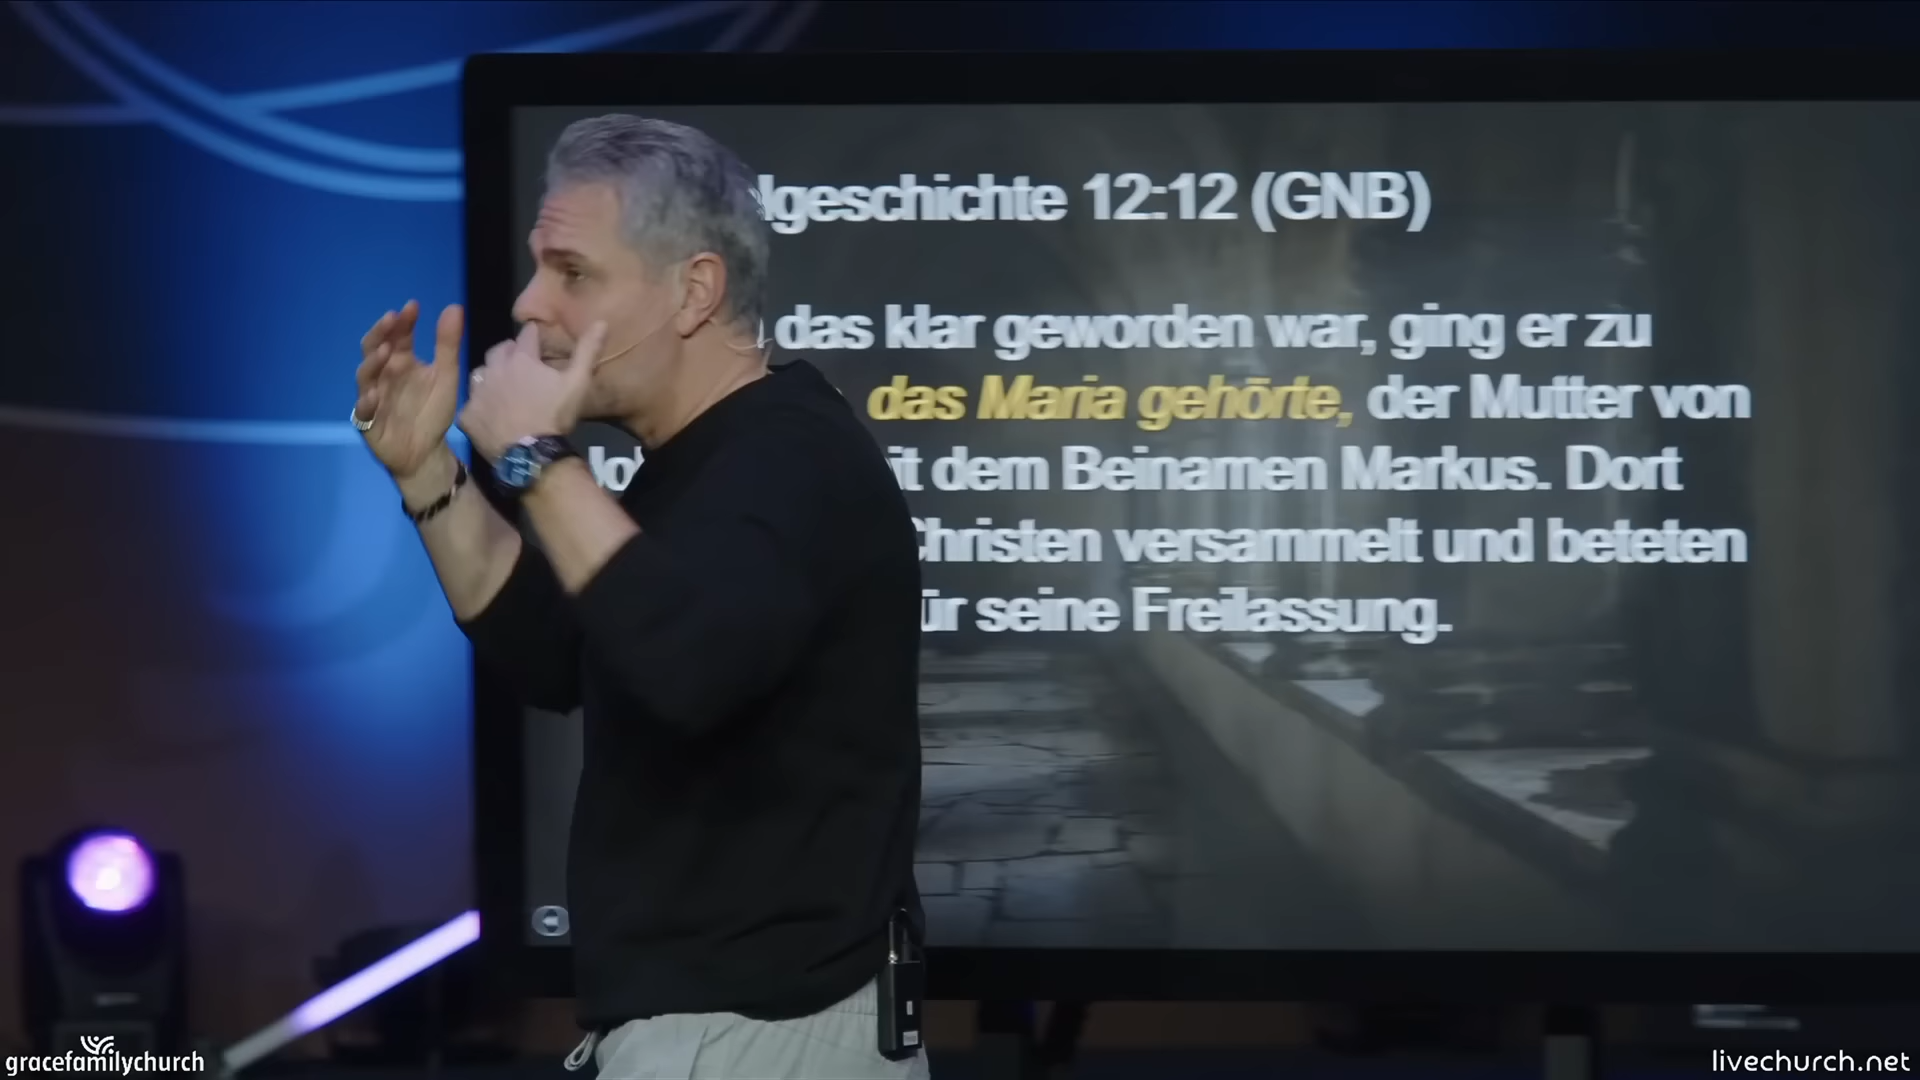 lgeschichte 12:12 (GNB)
das klar geworden war, ging er zu
das Maria gehörte, der Mutter von
Jo it dem Beinamen Markus. Dort
Christen versammelt und beteten
ür seine Freilassung.
gracefamilychurch
livechurch.net